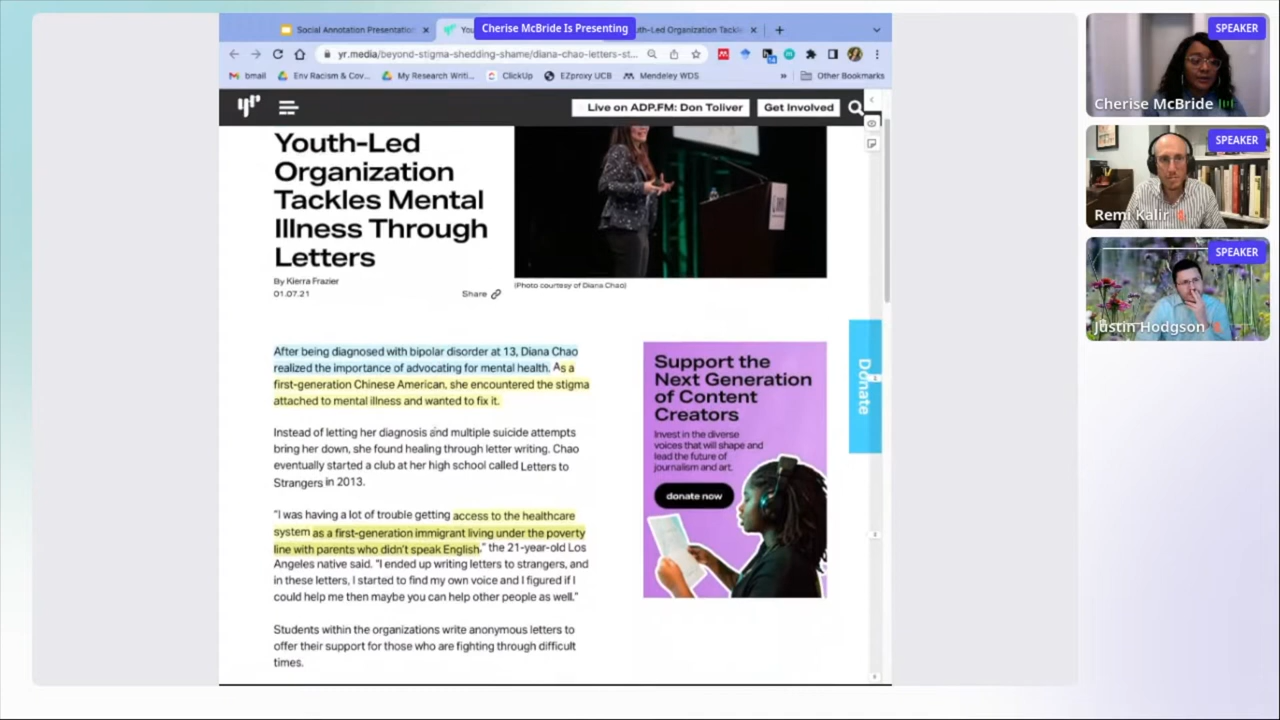 Social Annotation Presentation
You
Cherise McBride Is Presenting
th-Led Organization Tackle
yr.media/beyond-stigma-shedding-shame/diana-chao-letters-st...
bmail
Env Racism & Cov...
My Research Writi...
ClickUp
EZproxy UCB
Mendeley WDS
»
Other Bookmarks
yr
Live on ADP.FM: Don Toliver
Get Involved
Youth-Led
Organization
Tackles Mental
Illness Through
Letters
By Kierra Frazier
01.07.21
Share
(Photo courtesy of Diana Chao)
After being diagnosed with bipolar disorder at 13, Diana Chao
realized the importance of advocating for mental health. As a
first-generation Chinese American, she encountered the stigma
attached to mental illness and wanted to fix it.
Instead of letting her diagnosis and multiple suicide attempts
bring her down, she found healing through letter writing. Chao
eventually started a club at her high school called Letters to
Strangers in 2013.
"I was having a lot of trouble getting access to the healthcare
system as a first-generation immigrant living under the poverty
line with parents who didn't speak English," the 21-year-old Los
Angeles native said. "I ended up writing letters to strangers, and
in these letters, I started to find my own voice and I figured if I
could help me then maybe you can help other people as well."
Students within the organizations write anonymous letters to
offer their support for those who are fighting through difficult
times.
Support the
Next Generation
of Content
Creators
Invest in the diverse
voices that will shape and
lead the future of
journalism and art.
donate now
Donate
SPEAKER
Cherise McBride
SPEAKER
Remi Kalir
SPEAKER
Justin Hodgson